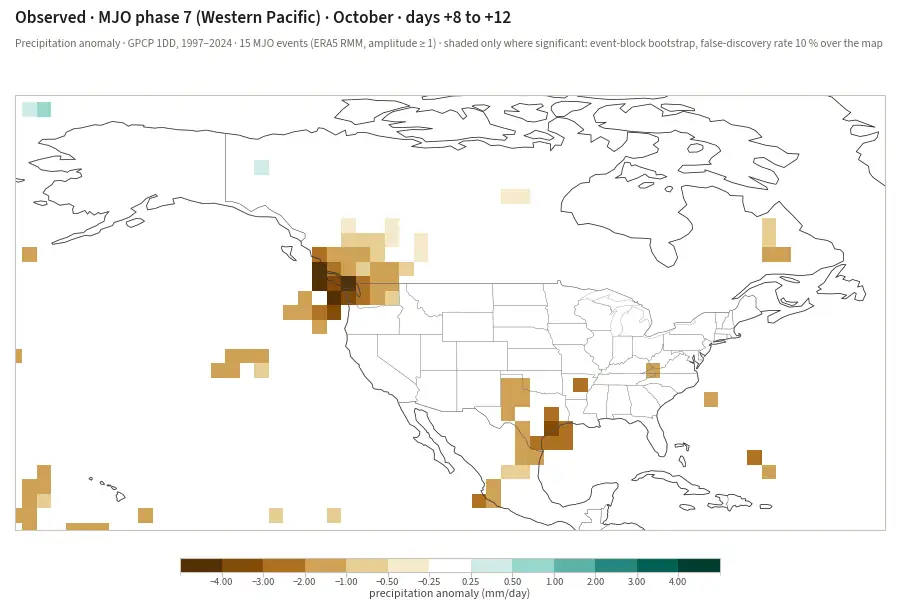 Observed · MJO phase 7 (Western Pacific) · October · days +8 to +12
Precipitation anomaly · GPCP 1DD, 1997–2024 · 15 MJO events (ERA5 RMM, amplitude ≥ 1) · shaded only where significant: event-block bootstrap, false-discovery rate 10 % over the map
−4.00 −3.00 −2.00 −1.00 −0.50 −0.25 0.25 0.50 1.00 2.00 3.00 4.00
precipitation anomaly (mm/day)